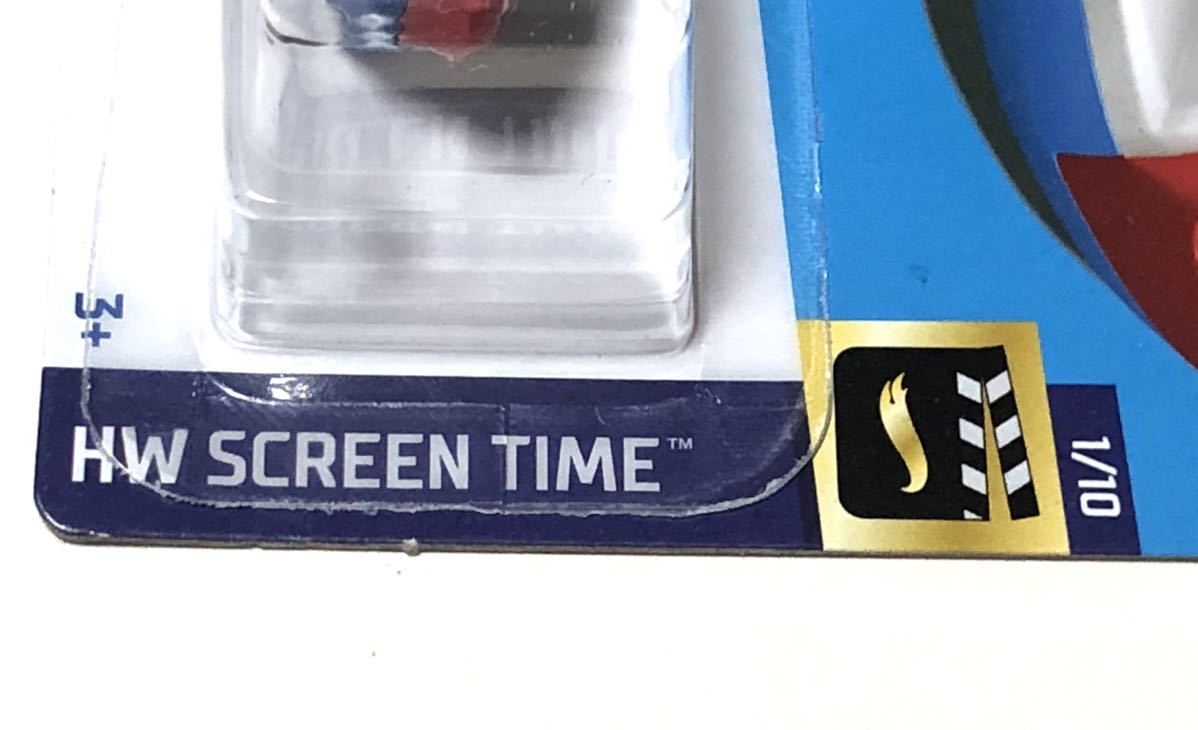 3+
HW SCREEN TIME™
1/10